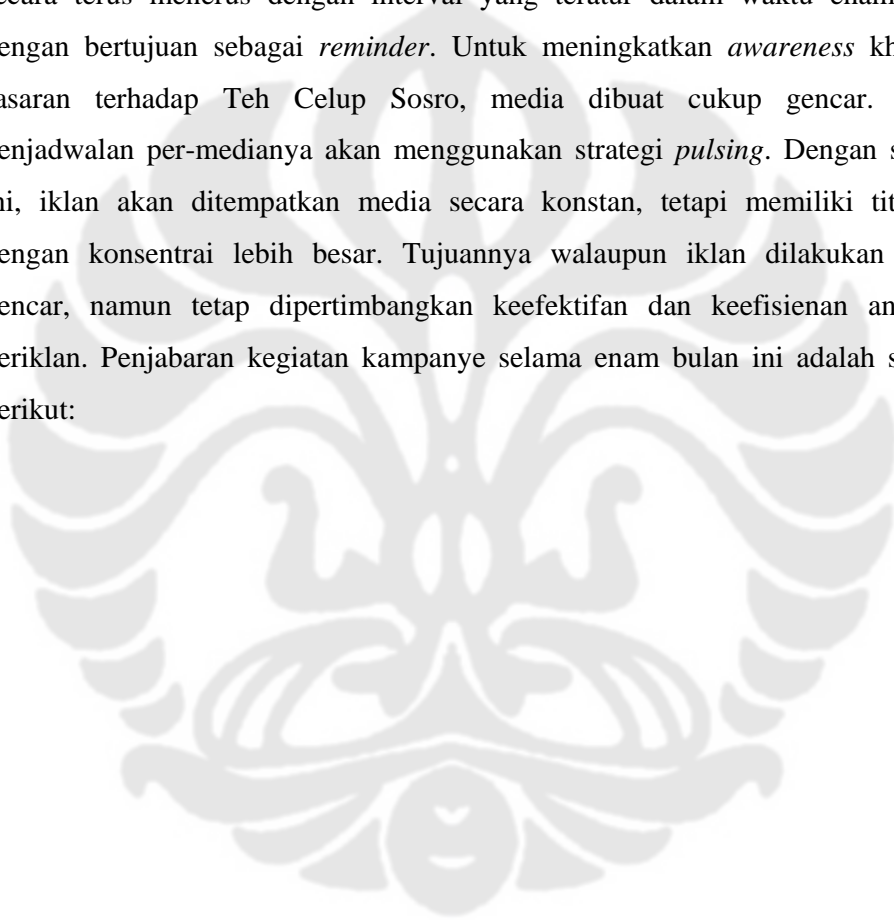 ecara terus menerus dengan interval yang teratur dalam waktu enam
engan bertujuan sebagai reminder. Untuk meningkatkan awareness kh
asaran terhadap Teh Celup Sosro, media dibuat cukup gencar.
enjadwalan per-medianya akan menggunakan strategi pulsing. Dengan s
ni, iklan akan ditempatkan media secara konstan, tetapi memiliki tit
engan konsentrai lebih besar. Tujuannya walaupun iklan dilakukan
encar, namun tetap dipertimbangkan keefektifan dan keefisienan an
eriklan. Penjabaran kegiatan kampanye selama enam bulan ini adalah s
erikut: